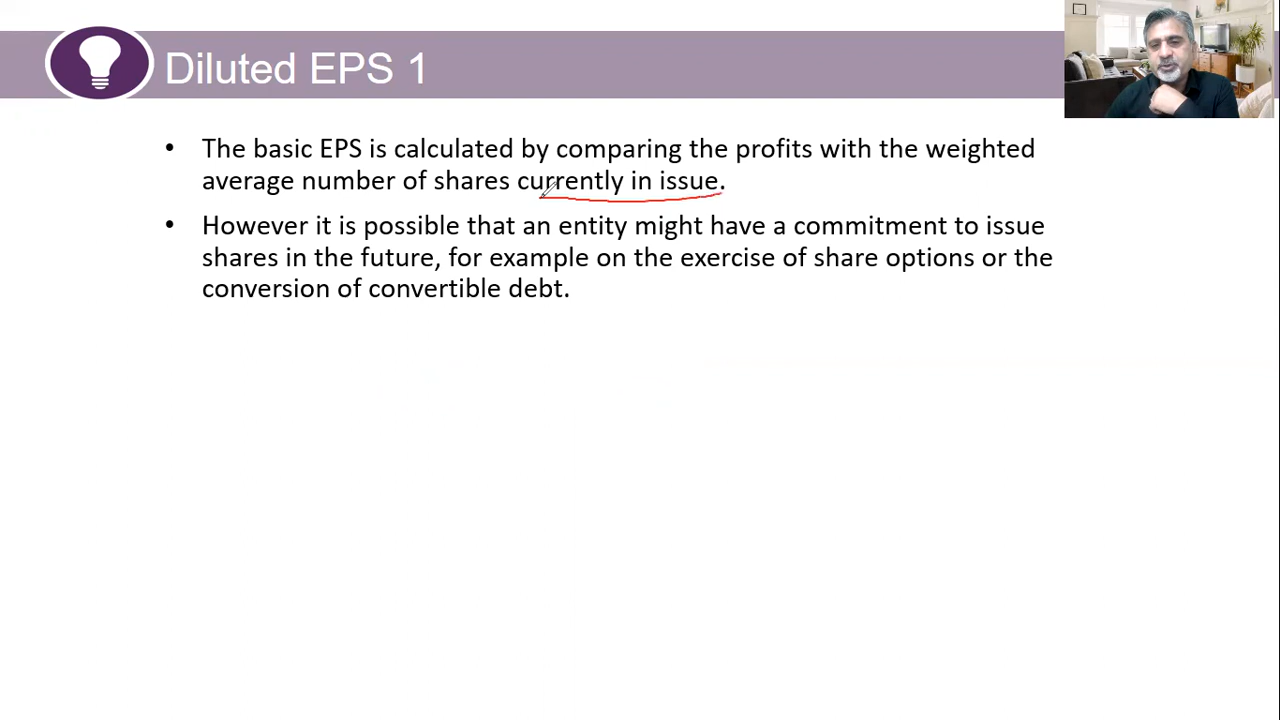 Diluted EPS 1
• The basic EPS is calculated by comparing the profits with the weighted
average number of shares currently in issue.
• However it is possible that an entity might have a commitment to issue
shares in the future, for example on the exercise of share options or the
conversion of convertible debt.